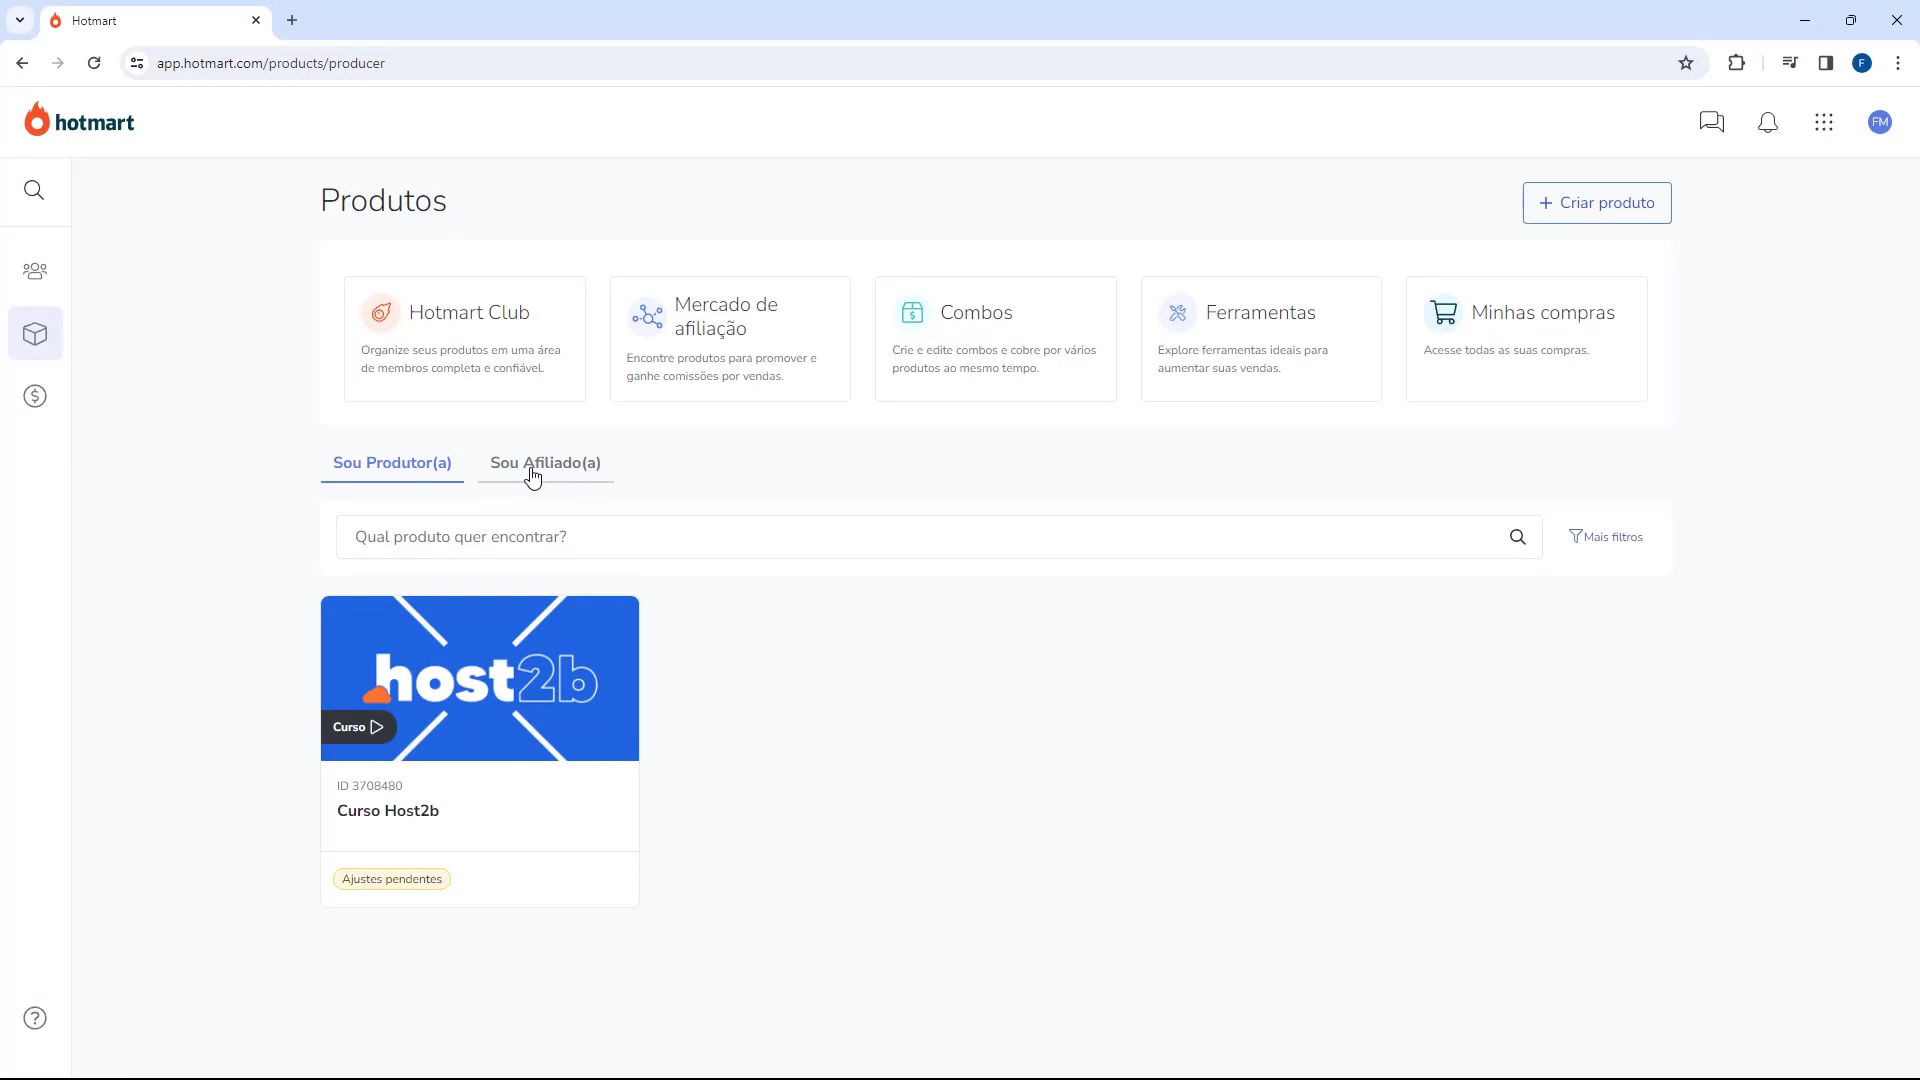 Hotmart
app.hotmart.com/products/producer
F
hotmart
FM
Produtos
+ Criar produto
Hotmart Club
Organize seus produtos em uma área
de membros completa e confiável.
Mercado de
afiliação
Encontre produtos para promover e
ganhe comissões por vendas.
Combos
Crie e edite combos e cobre por vários
produtos ao mesmo tempo.
Ferramentas
Explore ferramentas ideais para
aumentar suas vendas.
Minhas compras
Acesse todas as suas compras.
Sou Produtor(a)
Sou Afiliado(a)
Qual produto quer encontrar?
Mais filtros
host2b
Curso
ID 3708480
Curso Host2b
Ajustes pendentes